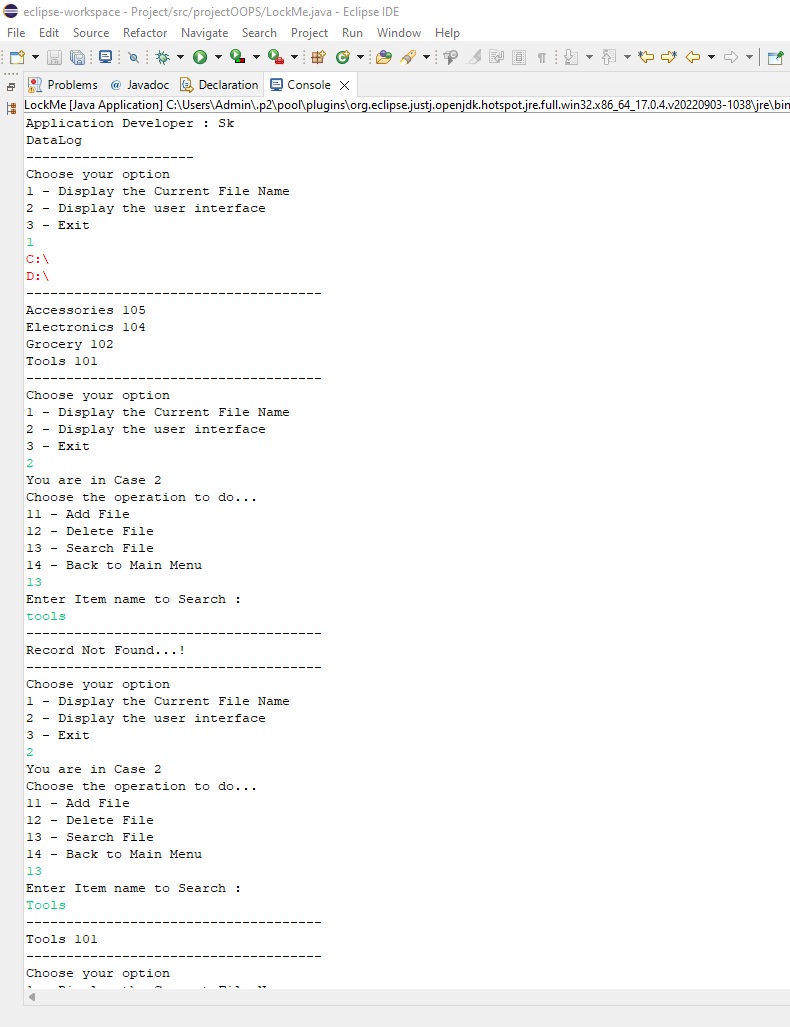 eclipse-workspace - Project/src/projectOOPS/LockMe.java - Eclipse IDE
File Edit Source Refactor Navigate Search Project Run Window Help
Problems @ Javadoc Declaration Console
LockMe [Java Application] C:\Users\Admin\.p2\pool\plugins\org.eclipse.justj.openjdk.hotspot.jre.full.win32.x86_64_17.0.4.v20220903-1038\jre\bin
Application Developer : Sk
DataLog
---------------------
Choose your option
1 - Display the Current File Name
2 - Display the user interface
3 - Exit
1
C:\
D:\
-------------------------------------
Accessories 105
Electronics 104
Grocery 102
Tools 101
-------------------------------------
Choose your option
1 - Display the Current File Name
2 - Display the user interface
3 - Exit
2
You are in Case 2
Choose the operation to do...
11 - Add File
12 - Delete File
13 - Search File
14 - Back to Main Menu
13
Enter Item name to Search :
tools
-------------------------------------
Record Not Found...!
-------------------------------------
Choose your option
1 - Display the Current File Name
2 - Display the user interface
3 - Exit
2
You are in Case 2
Choose the operation to do...
11 - Add File
12 - Delete File
13 - Search File
14 - Back to Main Menu
13
Enter Item name to Search :
Tools
-------------------------------------
Tools 101
-------------------------------------
Choose your option